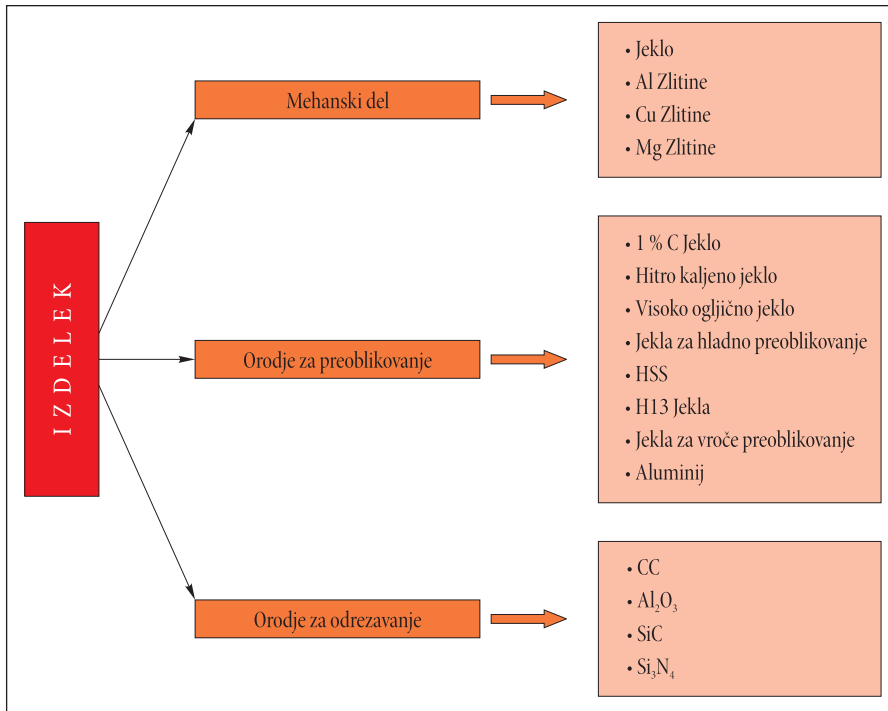 IZDELEK
Mehanski del
• Jeklo
• Al Zlitine
• Cu Zlitine
• Mg Zlitine
Orodje za preoblikovanje
• 1 % C Jeklo
• Hitro kaljeno jeklo
• Visoko ogljično jeklo
• Jekla za hladno preoblikovanje
• HSS
• H13 Jekla
• Jekla za vroče preoblikovanje
• Aluminij
Orodje za odrezavanje
• CC
• Al₂O₃
• SiC
• Si₃N₄